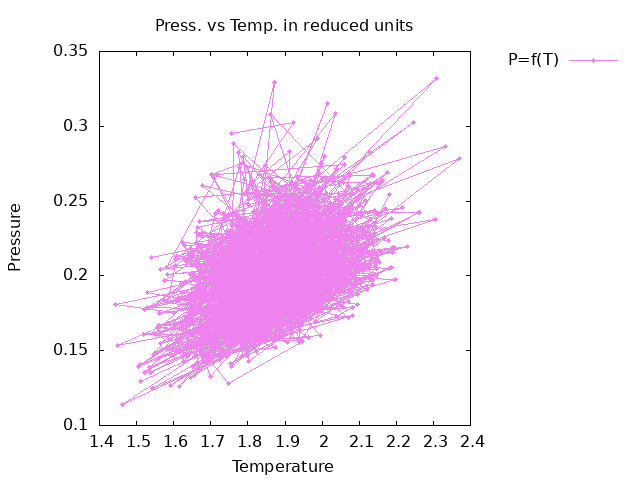 Press. vs Temp. in reduced units
P=f(T)
0.35
0.3
0.25
0.2
0.15
0.1
Pressure
1.4 1.5 1.6 1.7 1.8 1.9 2 2.1 2.2 2.3 2.4
Temperature